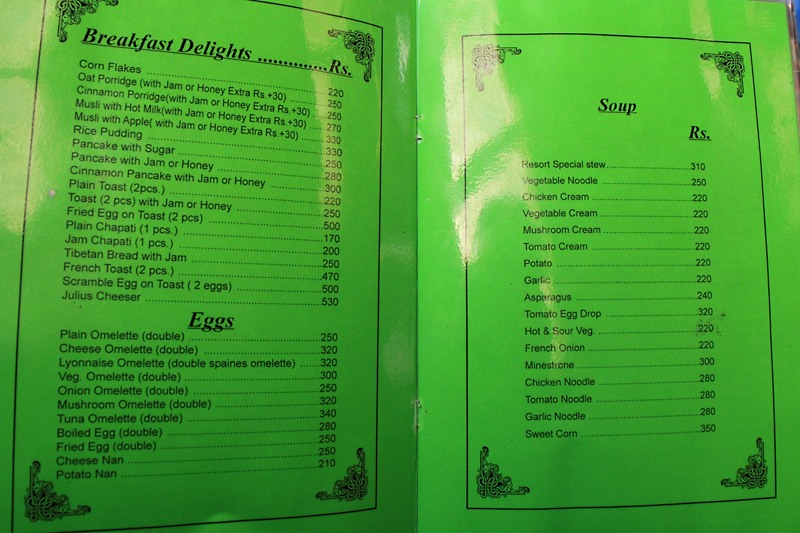 Breakfast Delights .............Rs.
Corn Flakes ..... 220
Oat Porridge (with Jam or Honey Extra Rs.+30) ..... 250
Cinnamon Porridge(with Jam or Honey Extra Rs.+30) ..... 250
Musli with Hot Milk(with Jam or Honey Extra Rs.+30) ..... 270
Musli with Apple( with Jam or Honey Extra Rs.+30) ..... 330
Rice Pudding ..... 330
Pancake with Sugar ..... 250
Pancake with Jam or Honey ..... 280
Cinnamon Pancake with Jam or Honey ..... 300
Plain Toast (2pcs.) ..... 220
Toast (2 pcs) with Jam or Honey ..... 250
Fried Egg on Toast (2 pcs) ..... 500
Plain Chapati (1 pcs.) ..... 170
Jam Chapati (1 pcs.) ..... 200
Tibetan Bread with Jam ..... 250
French Toast (2 pcs.) ..... 470
Scramble Egg on Toast ( 2 eggs) ..... 500
Julius Cheeser ..... 530
Eggs
Plain Omelette (double) ..... 250
Cheese Omelette (double) ..... 320
Lyonnaise Omelette (double spaines omelette) ..... 320
Veg. Omelette (double) ..... 300
Onion Omelette (double) ..... 250
Mushroom Omelette (double) ..... 320
Tuna Omelette (double) ..... 340
Boiled Egg (double) ..... 280
Fried Egg (double) ..... 250
Cheese Nan ..... 250
Potato Nan ..... 210
Soup
Rs.
Resort Special stew ..... 310
Vegetable Noodle ..... 250
Chicken Cream ..... 220
Vegetable Cream ..... 220
Mushroom Cream ..... 220
Tomato Cream ..... 220
Potato ..... 220
Garlic ..... 220
Asparagus ..... 240
Tomato Egg Drop ..... 320
Hot & Sour Veg. ..... 220
French Onion ..... 220
Minestrone ..... 300
Chicken Noodle ..... 280
Tomato Noodle ..... 280
Garlic Noodle ..... 280
Sweet Corn ..... 350